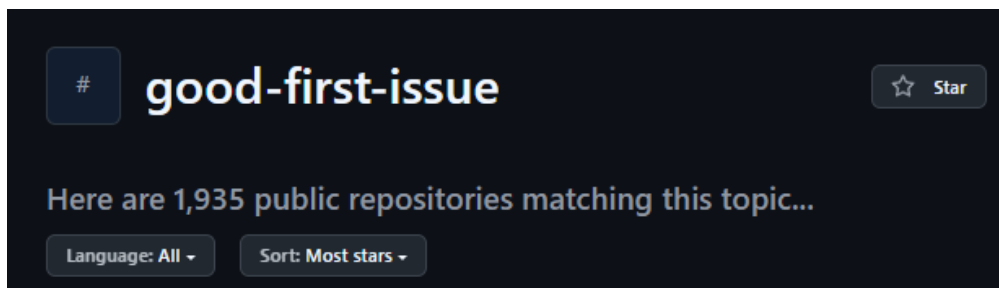 #
good-first-issue
Star
Here are 1,935 public repositories matching this topic...
Language: All
Sort: Most stars